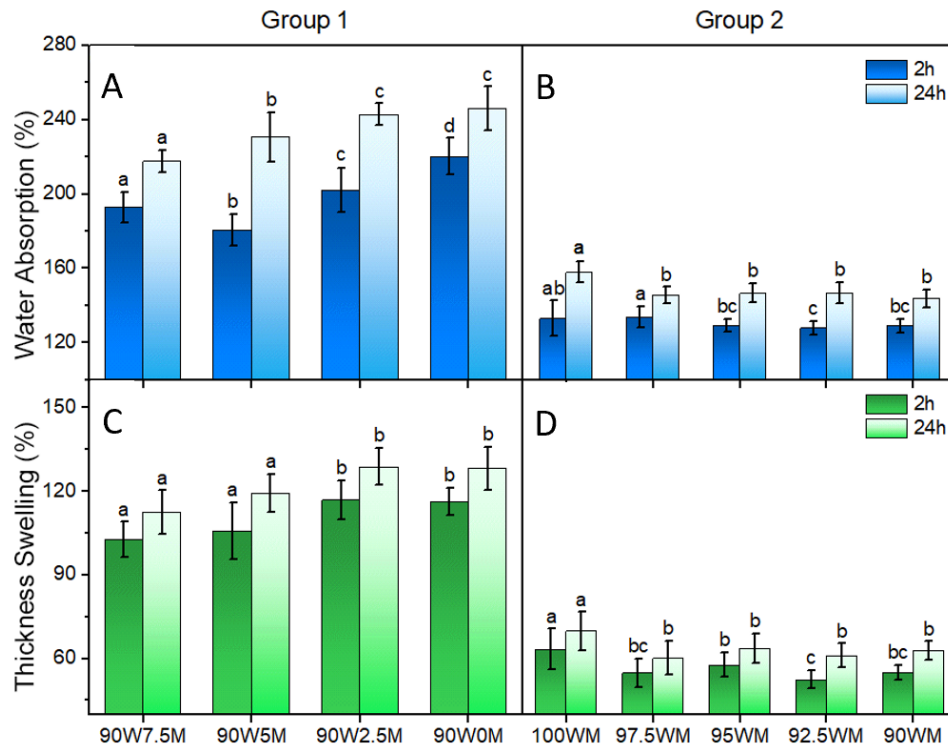 Group 1 Group 2
Water Absorption (%)
280
240
200
160
120
A
a
a
b
b
c
c
d
c
B
2h
24h
ab
a
a
b
bc
b
c
b
bc
b
Thickness Swelling (%)
150
120
90
60
C
a
a
a
a
b
b
b
b
D
2h
24h
a
a
bc
b
b
b
c
b
bc
b
90W7.5M 90W5M 90W2.5M 90W0M 100WM 97.5WM 95WM 92.5WM 90WM